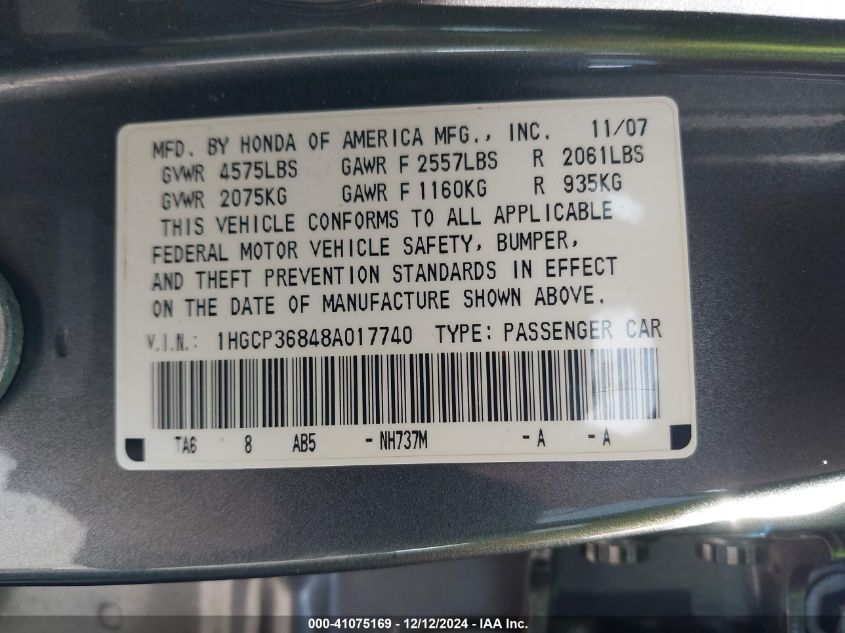 MFD. BY HONDA OF AMERICA MFG., INC. 11/07
GVWR 4575LBS GAWR F 2557LBS R 2061LBS
GVWR 2075KG GAWR F 1160KG R 935KG
THIS VEHICLE CONFORMS TO ALL APPLICABLE
FEDERAL MOTOR VEHICLE SAFETY, BUMPER,
AND THEFT PREVENTION STANDARDS IN EFFECT
ON THE DATE OF MANUFACTURE SHOWN ABOVE.
V.I.N.: 1HGCP36848A017740 TYPE: PASSENGER CAR
TA6 8 AB5 -NH737M -A -A
000-41075169 - 12/12/2024 - IAA Inc.